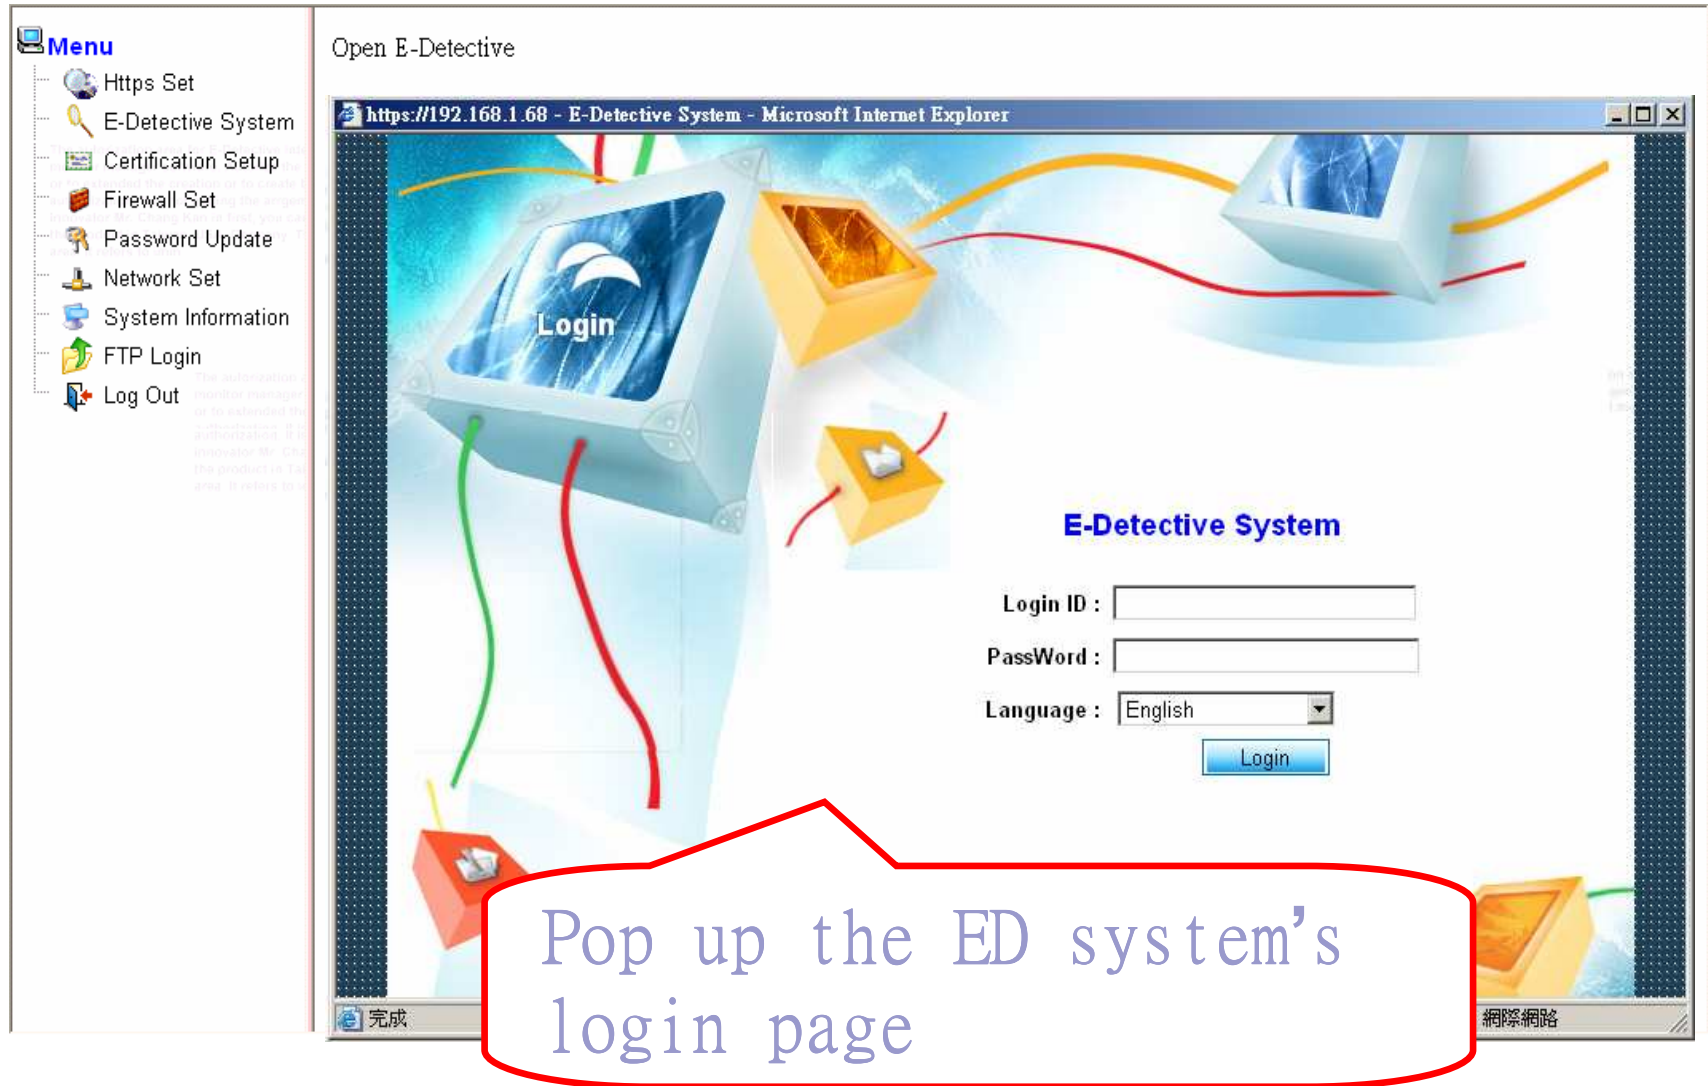 Menu
Https Set
E-Detective System
Certification Setup
Firewall Set
Password Update
Network Set
System Information
FTP Login
Log Out
Open E-Detective
https://192.168.1.68 - E-Detective System - Microsoft Internet Explorer
Login
E-Detective System
Login ID :
PassWord :
Language : English
Login
Pop up the ED system’s
login page
完成
網際網路